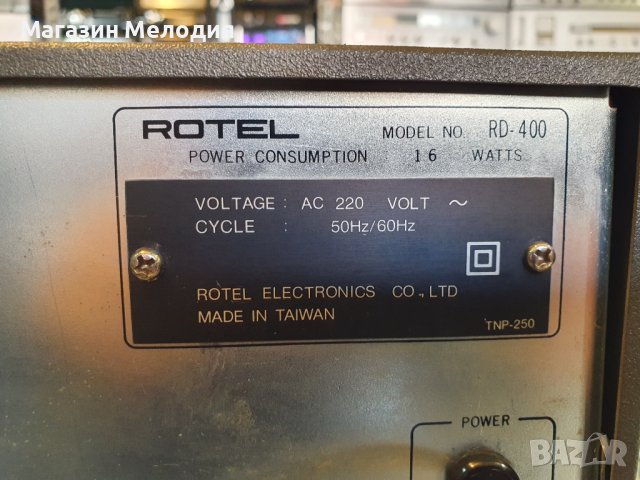 Магазин Мелодия
ROTEL MODEL NO. RD-400
POWER CONSUMPTION 16 WATTS
VOLTAGE : AC 220 VOLT ~
CYCLE : 50Hz/60Hz
ROTEL ELECTRONICS CO., LTD
MADE IN TAIWAN
TNP-250
POWER
BAZAR